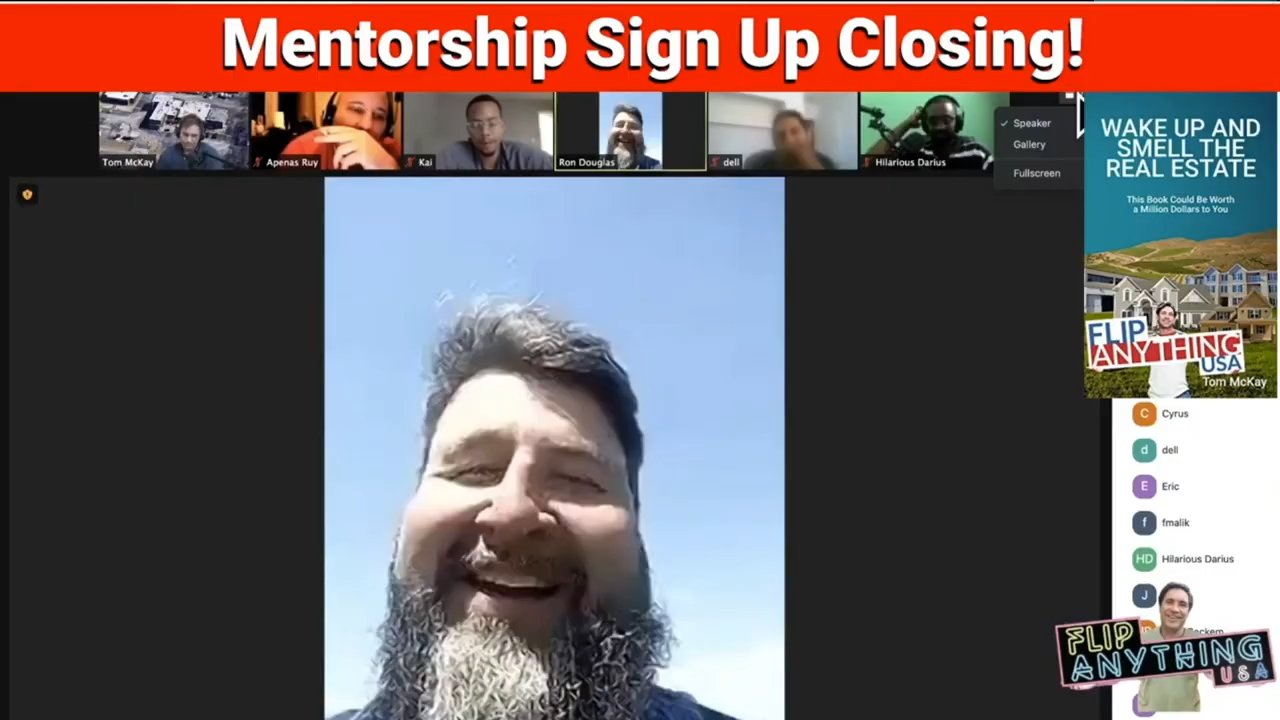 Mentorship Sign Up Closing!
Tom McKay
Apenas Ruy
Kai
Ron Douglas
dell
Hilarious Darius
Speaker
Gallery
Fullscreen
WAKE UP AND
SMELL THE
REAL ESTATE
This Book Could Be Worth
a Million Dollars to You
FLIP
ANYTHING
USA
Tom McKay
C Cyrus
d dell
E Eric
f fmalik
HD Hilarious Darius
J
FLIP
ANYTHING
USA